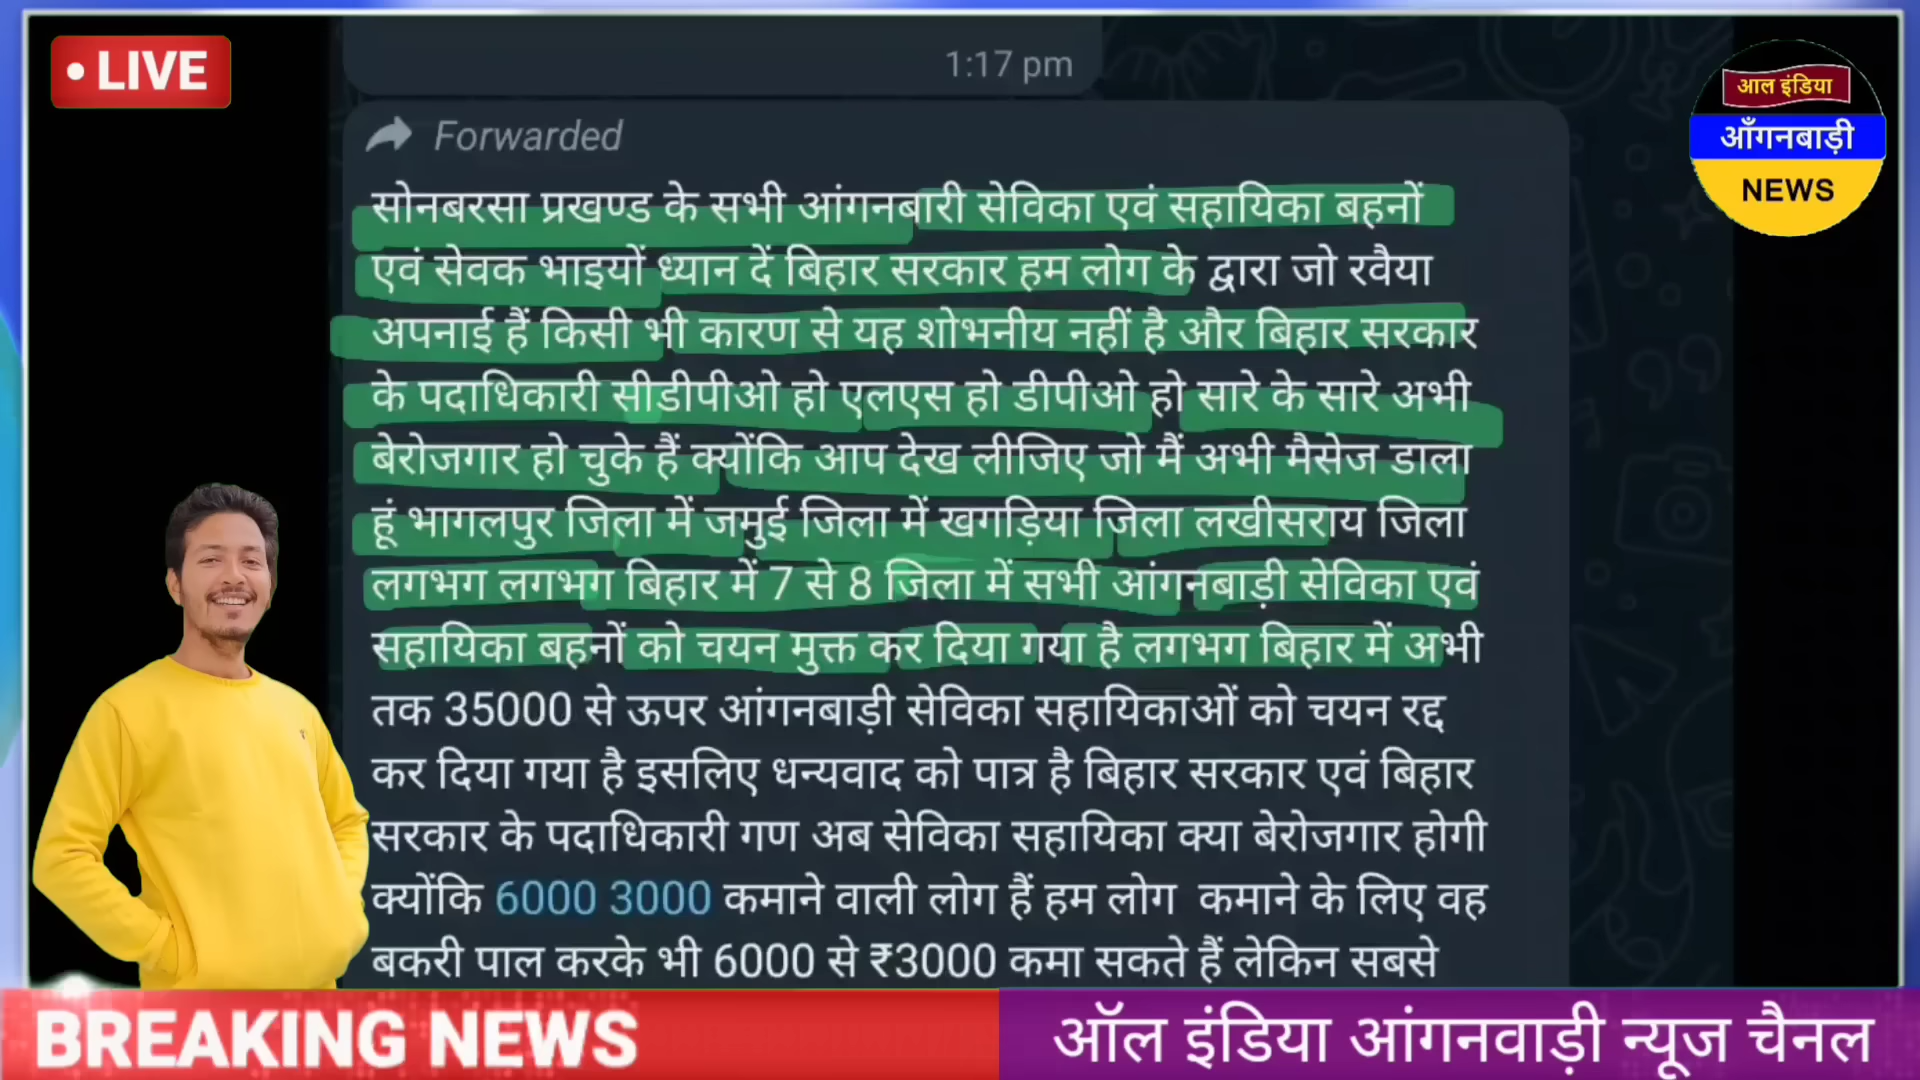 • LIVE
1:17 pm
आल इंडिया
आँगनबाड़ी
NEWS
Forwarded
सोनबरसा प्रखण्ड के सभी आंगनबारी सेविका एवं सहायिका बहनों
एवं सेवक भाइयों ध्यान दें बिहार सरकार हम लोग के द्वारा जो रवैया
अपनाई हैं किसी भी कारण से यह शोभनीय नहीं है और बिहार सरकार
के पदाधिकारी सीडीपीओ हो एलएस हो डीपीओ हो सारे के सारे अभी
बेरोजगार हो चुके हैं क्योंकि आप देख लीजिए जो मैं अभी मैसेज डाला
हूं भागलपुर जिला में जमुई जिला में खगड़िया जिला लखीसराय जिला
लगभग लगभग बिहार में 7 से 8 जिला में सभी आंगनबाड़ी सेविका एवं
सहायिका बहनों को चयन मुक्त कर दिया गया है लगभग बिहार में अभी
तक 35000 से ऊपर आंगनबाड़ी सेविका सहायिकाओं को चयन रद्द
कर दिया गया है इसलिए धन्यवाद को पात्र है बिहार सरकार एवं बिहार
सरकार के पदाधिकारी गण अब सेविका सहायिका क्या बेरोजगार होगी
क्योंकि 6000 3000 कमाने वाली लोग हैं हम लोग कमाने के लिए वह
बकरी पाल करके भी 6000 से ₹3000 कमा सकते हैं लेकिन सबसे
BREAKING NEWS
ऑल इंडिया आंगनवाड़ी न्यूज चैनल